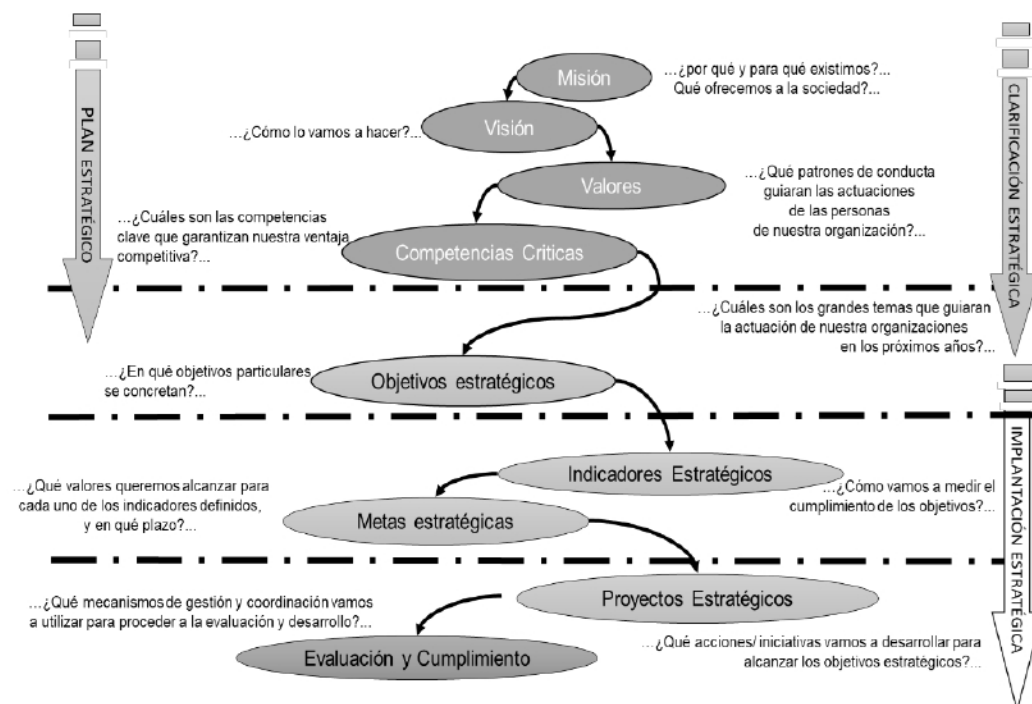 PLAN ESTRATÉGICO
CLARIFICACIÓN ESTRATÉGICA
Misión
...¿por qué y para qué existimos?...
Qué ofrecemos a la sociedad?...
Visión
...¿Cómo lo vamos a hacer?...
Valores
...¿Qué patrones de conducta
guiaran las actuaciones
de las personas
de nuestra organización?...
...¿Cuáles son las competencias
clave que garantizan nuestra ventaja
competitiva?...
Competencias Criticas
...¿Cuáles son los grandes temas que guiaran
la actuación de nuestra organizaciones
en los próximos años?...
...¿En qué objetivos particulares
se concretan?...
Objetivos estratégicos
IMPLANTACIÓN ESTRATÉGICA
Indicadores Estratégicos
...¿Cómo vamos a medir el
cumplimiento de los objetivos?...
...¿Qué valores queremos alcanzar para
cada uno de los indicadores definidos,
y en qué plazo?...
Metas estratégicas
Proyectos Estratégicos
...¿Qué mecanismos de gestión y coordinación vamos
a utilizar para proceder a la evaluación y desarrollo?...
...¿Qué acciones/ iniciativas vamos a desarrollar para
alcanzar los objetivos estratégicos?...
Evaluación y Cumplimiento